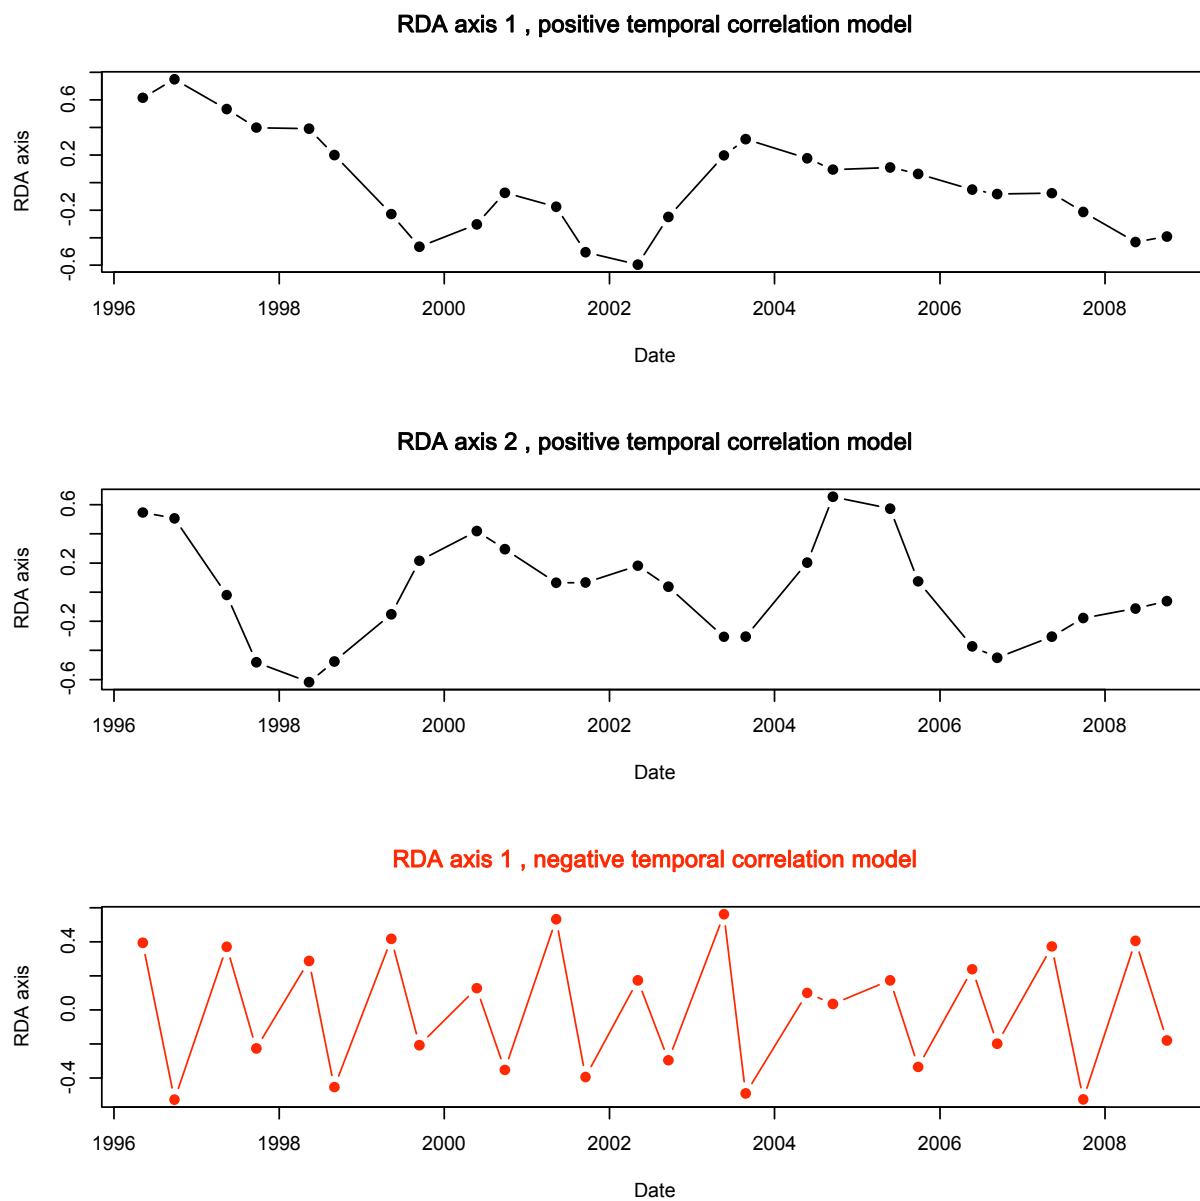 RDA axis 1 , positive temporal correlation model
RDA axis
0.6
0.2
-0.2
-0.6
1996 1998 2000 2002 2004 2006 2008
Date
RDA axis 2 , positive temporal correlation model
RDA axis
0.6
0.2
-0.2
-0.6
1996 1998 2000 2002 2004 2006 2008
Date
RDA axis 1 , negative temporal correlation model
RDA axis
0.4
0.0
-0.4
1996 1998 2000 2002 2004 2006 2008
Date